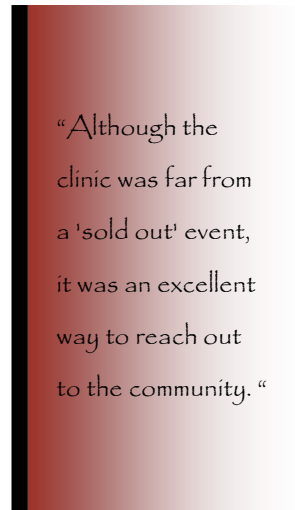 “Although the
clinic was far from
a 'sold out' event,
it was an excellent
way to reach out
to the community. “